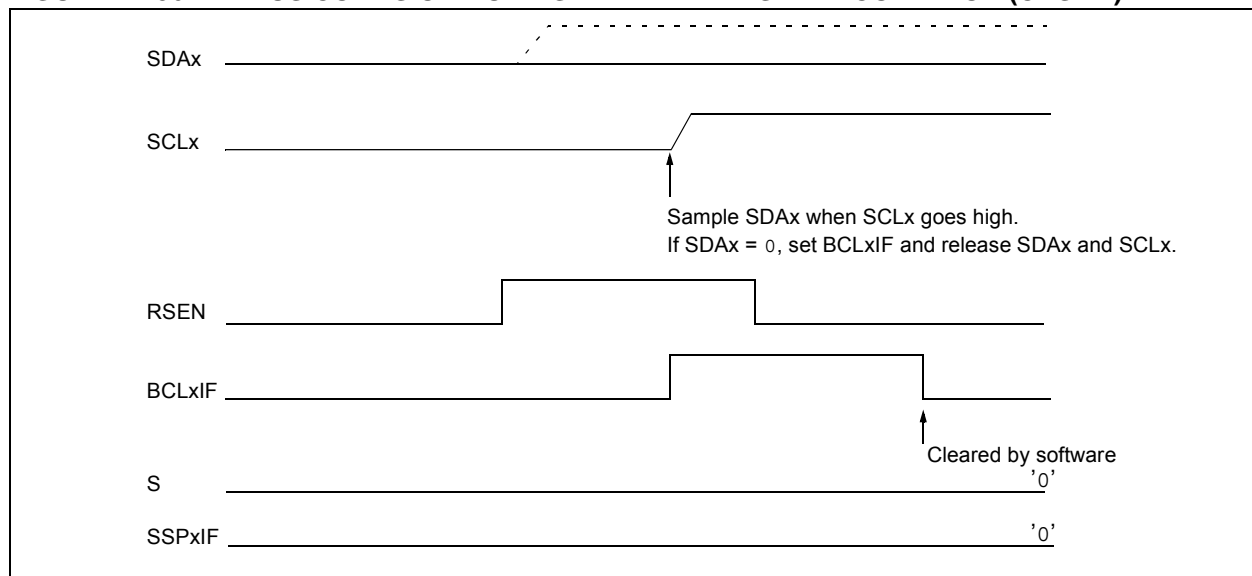 SDAx
SCLx
Sample SDAx when SCLx goes high.
If SDAx = 0, set BCLxIF and release SDAx and SCLx.
RSEN
BCLxIF
Cleared by software
S
'0'
SSPxIF
'0'